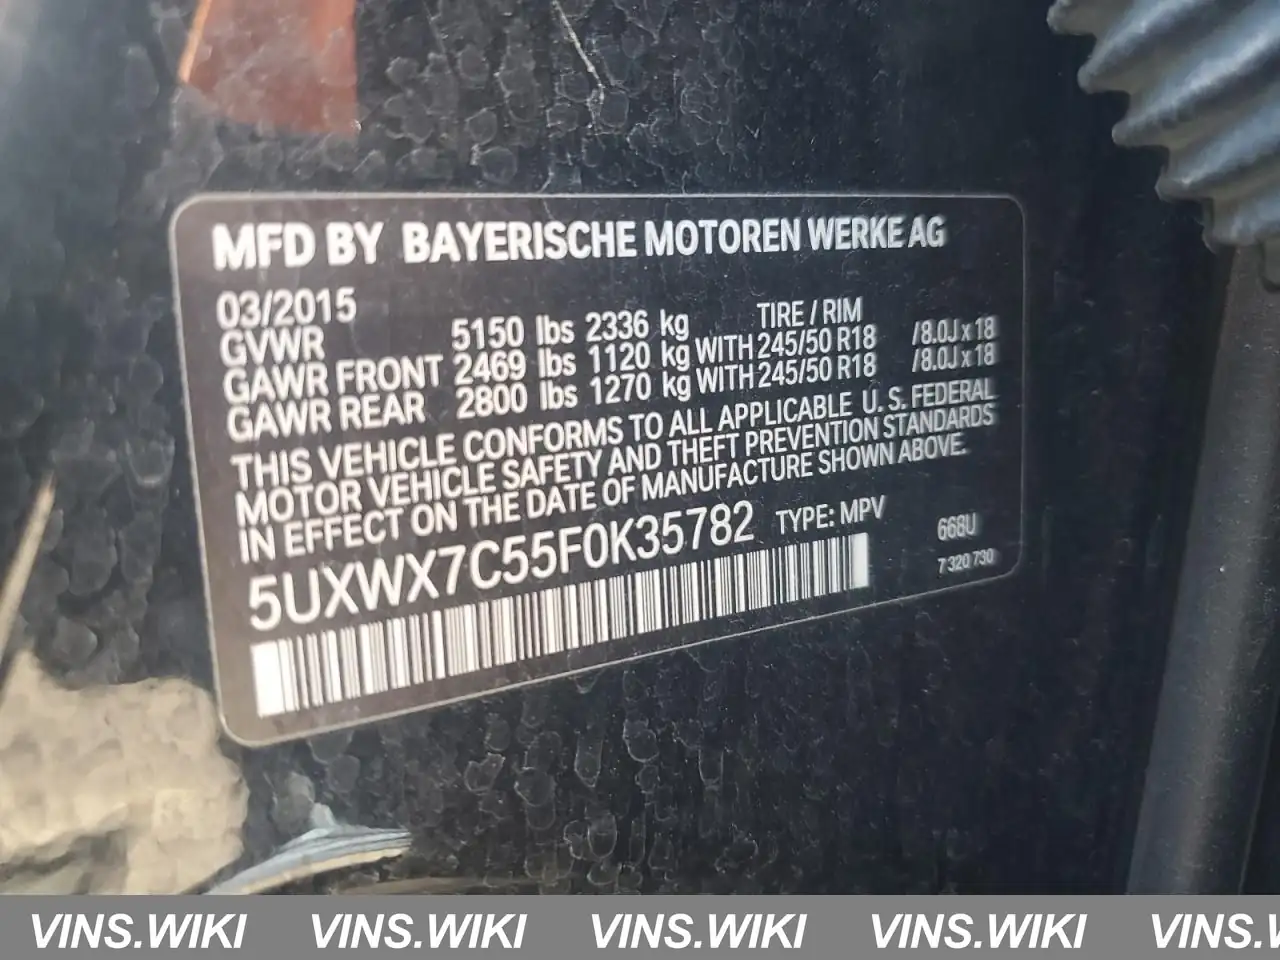 MFD BY BAYERISCHE MOTOREN WERKE AG
03/2015 TIRE / RIM
GVWR 5150 lbs 2336 kg
GAWR FRONT 2469 lbs 1120 kg WITH 245/50 R18 /8.0J x 18
GAWR REAR 2800 lbs 1270 kg WITH 245/50 R18 /8.0J x 18
THIS VEHICLE CONFORMS TO ALL APPLICABLE U. S. FEDERAL
MOTOR VEHICLE SAFETY AND THEFT PREVENTION STANDARDS
IN EFFECT ON THE DATE OF MANUFACTURE SHOWN ABOVE.
5UXWX7C55F0K35782 TYPE: MPV 668U
7 320 730
VINS.WIKI VINS.WIKI VINS.WIKI VINS.WIKI VINS.W